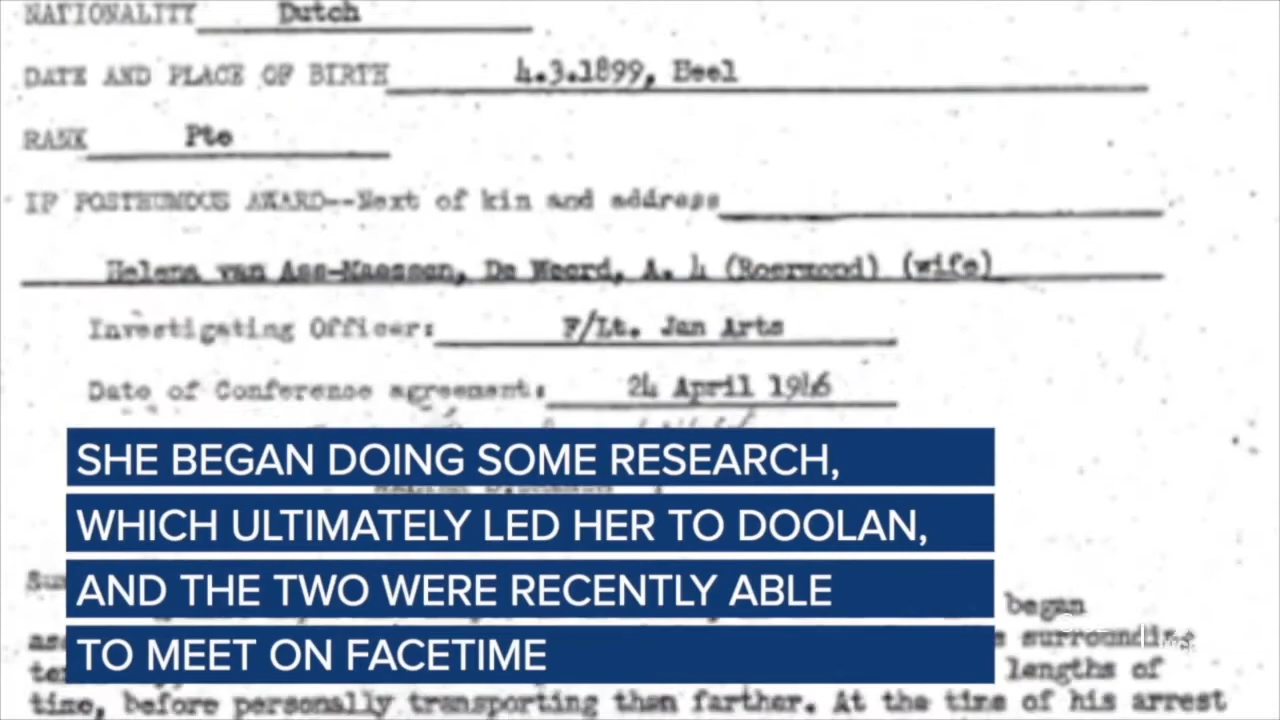 NATIONALITY Dutch
DATE AND PLACE OF BIRTH 4.3.1899, Beel
RANK Pte
IF POSTHUMOUS AWARD--Next of kin and address
Helena van Ass-Maessen, De Weerd, A. 4 (Roermond) (wife)
Investigating Officer: F/Lt. Jan Arts
Date of Conference agreement: 24 April 1946
SHE BEGAN DOING SOME RESEARCH,
WHICH ULTIMATELY LED HER TO DOOLAN,
AND THE TWO WERE RECENTLY ABLE
TO MEET ON FACETIME
began
surrounding
lengths of
time, before personally transporting them farther. At the time of his arrest